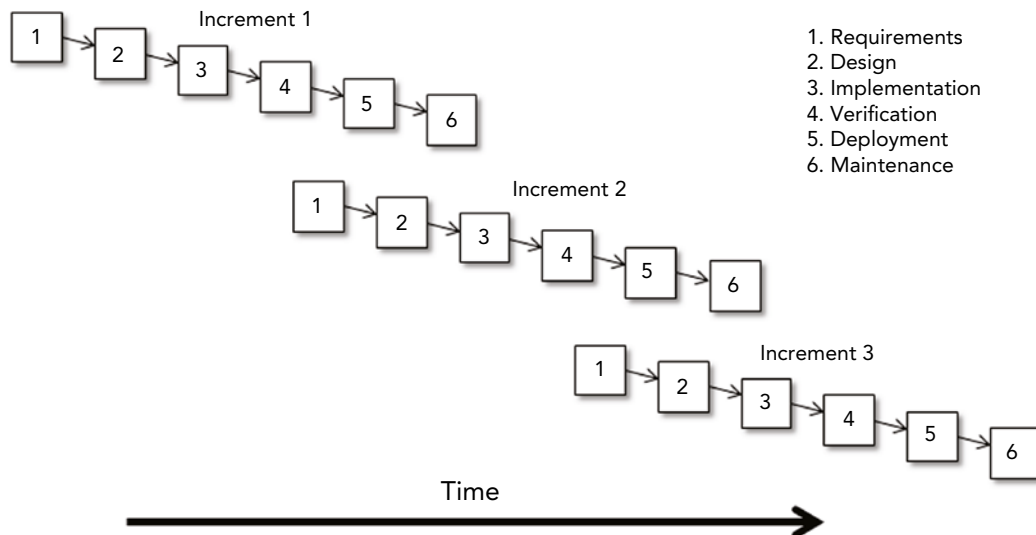 Increment 1
1
2
3
4
5
6
1. Requirements
2. Design
3. Implementation
4. Verification
5. Deployment
6. Maintenance
Increment 2
1
2
3
4
5
6
Increment 3
1
2
3
4
5
6
Time